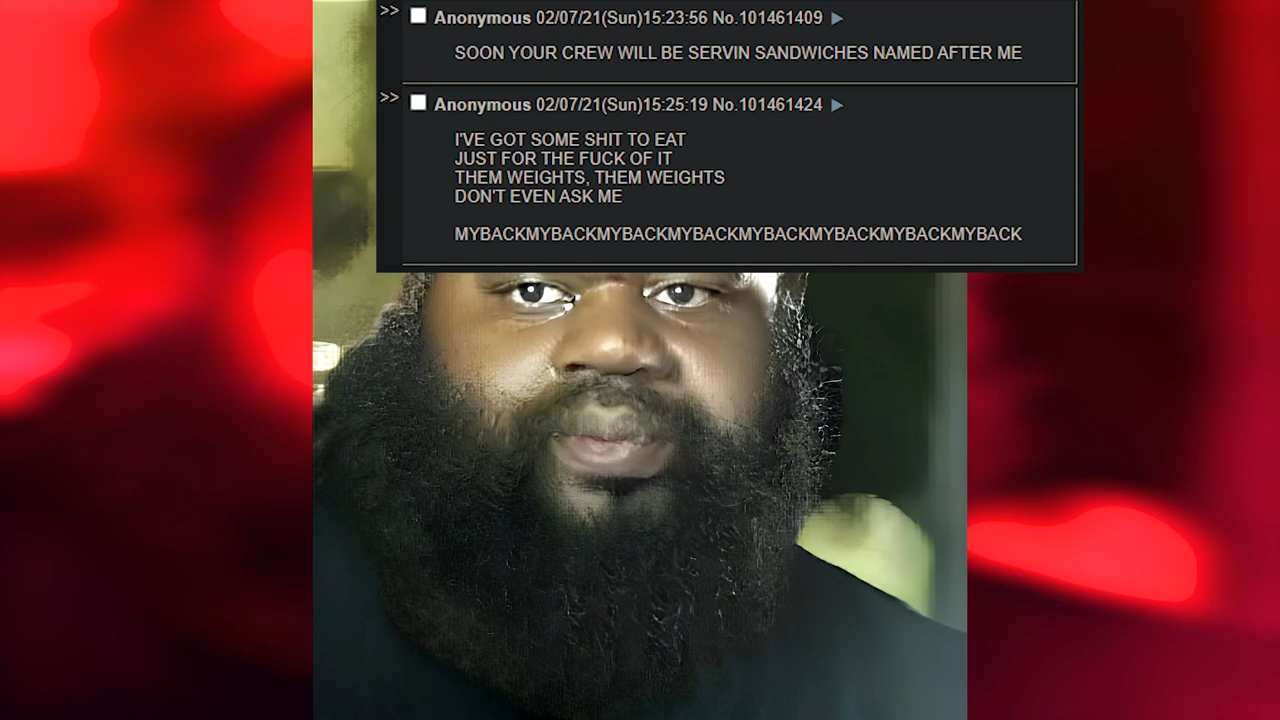 >> Anonymous 02/07/21(Sun)15:23:56 No.101461409 ▶
SOON YOUR CREW WILL BE SERVIN SANDWICHES NAMED AFTER ME
>> Anonymous 02/07/21(Sun)15:25:19 No.101461424 ▶
I'VE GOT SOME SHIT TO EAT
JUST FOR THE FUCK OF IT
THEM WEIGHTS, THEM WEIGHTS
DON'T EVEN ASK ME
MYBACKMYBACKMYBACKMYBACKMYBACKMYBACKMYBACKMYBACK